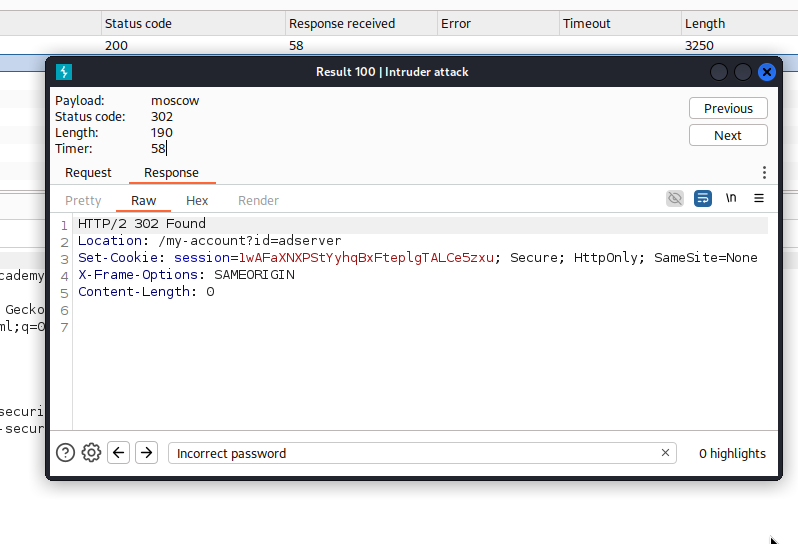 Status code Response received Error Timeout Length
200 58 3250
Result 100 | Intruder attack
Payload: moscow
Status code: 302
Length: 190
Timer: 58
Previous
Next
Request Response
Pretty Raw Hex Render
\n
1 HTTP/2 302 Found
2 Location: /my-account?id=adserver
3 Set-Cookie: session=1wAFaXNXPStYyhqBxFteplgTALCe5zxu; Secure; HttpOnly; SameSite=None
4 X-Frame-Options: SAMEORIGIN
5 Content-Length: 0
6
7
cademy
Gecko
ml;q=0
securi
-secur
Incorrect password
0 highlights